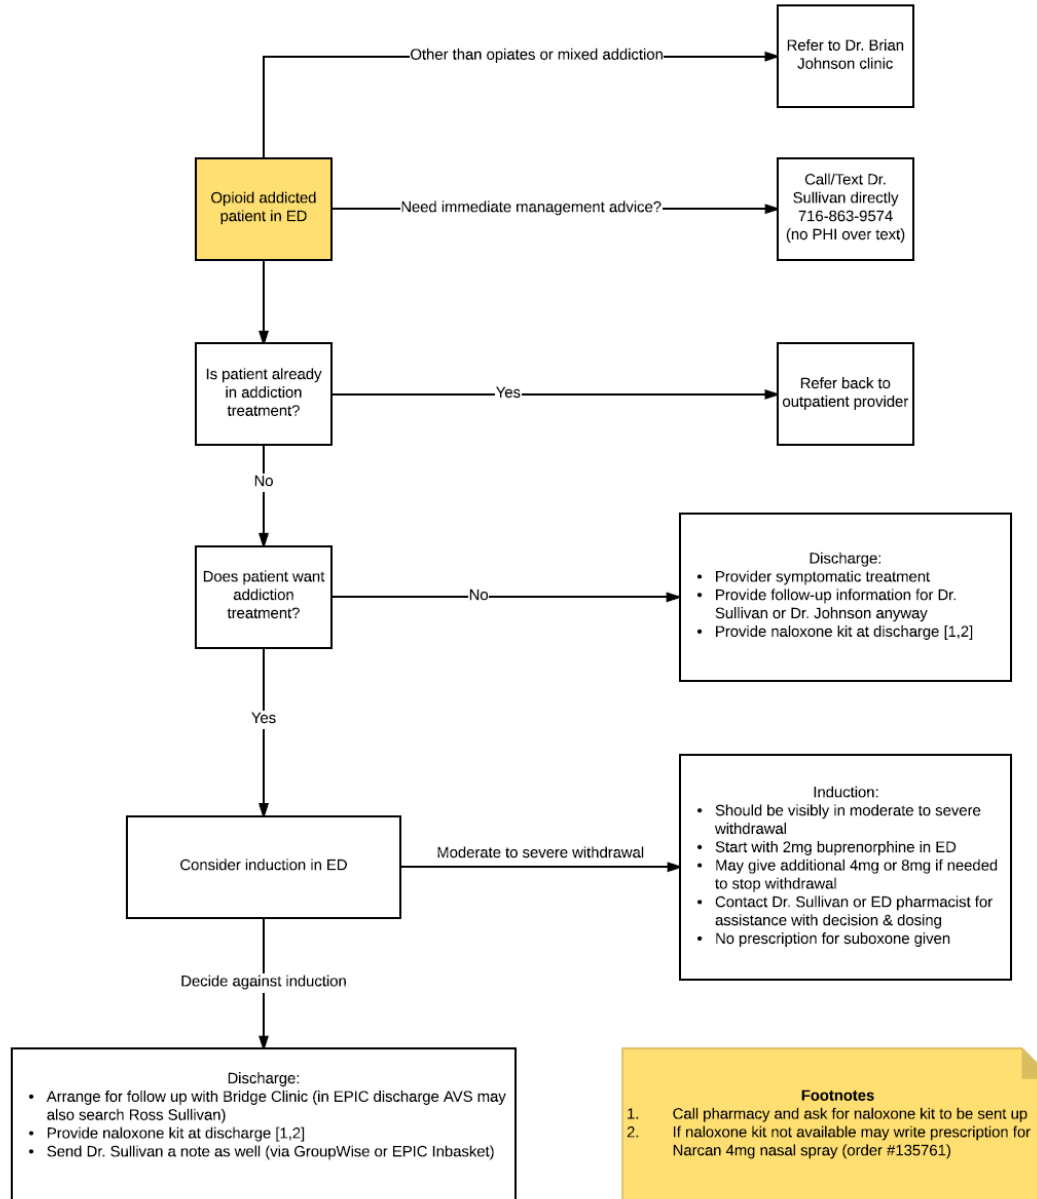 Other than opiates or mixed addiction
Refer to Dr. Brian
Johnson clinic
Opioid addicted
patient in ED
Need immediate management advice?
Call/Text Dr.
Sullivan directly
716-863-9574
(no PHI over text)
Is patient already
in addiction
treatment?
Yes
Refer back to
outpatient provider
No
Does patient want
addiction
treatment?
No
Discharge:
• Provider symptomatic treatment
• Provide follow-up information for Dr.
Sullivan or Dr. Johnson anyway
• Provide naloxone kit at discharge [1,2]
Yes
Consider induction in ED
Moderate to severe withdrawal
Induction:
• Should be visibly in moderate to severe
withdrawal
• Start with 2mg buprenorphine in ED
• May give additional 4mg or 8mg if needed
to stop withdrawal
• Contact Dr. Sullivan or ED pharmacist for
assistance with decision & dosing
• No prescription for suboxone given
Decide against induction
Discharge:
• Arrange for follow up with Bridge Clinic (in EPIC discharge AVS may
also search Ross Sullivan)
• Provide naloxone kit at discharge [1,2]
• Send Dr. Sullivan a note as well (via GroupWise or EPIC Inbasket)
Footnotes
1. Call pharmacy and ask for naloxone kit to be sent up
2. If naloxone kit not available may write prescription for
Narcan 4mg nasal spray (order #135761)